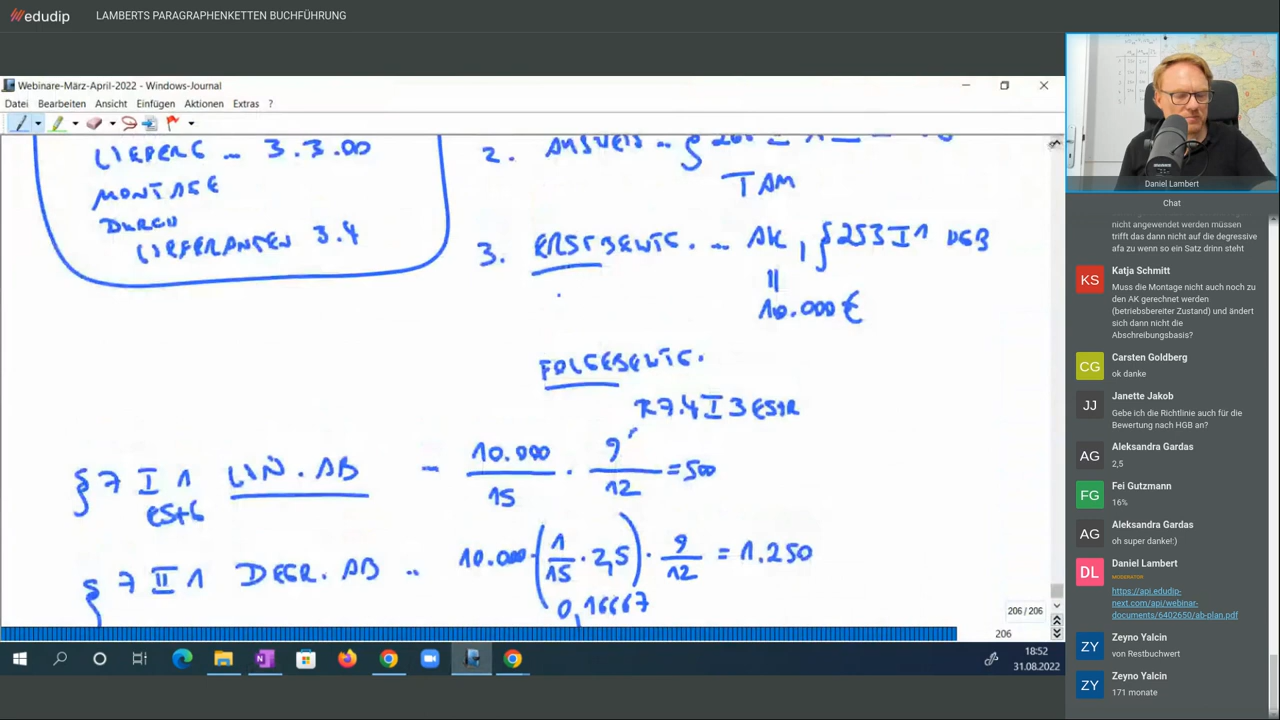 edudip
LAMBERTS PARAGRAPHENKETTEN BUCHFÜHRUNG
Webinare-März-April-2022 - Windows-Journal
Datei Bearbeiten Ansicht Einfügen Aktionen Extras ?
LIEFERG - 3.3.00
MONTAGE
DURCH
LIEFERANTEN 3.4
2. AUSWEIS - §
TAM
3. ERSTBEWTG. - AK, § 253 I 1 HGB
10.000 €
FOLGEBEWTG.
R 7.4 I 3 EStR
§ 7 I 1 LIN. AB - 10.000 / 15 · 9 / 12 = 500
EStG
§ 7 II 1 DEGR. AB - 10.000 · ( 1 / 15 · 2,5 ) · 9 / 12 = 1.250
0,16667
206 / 206
206
18:52
31.08.2022
Daniel Lambert
Chat
nicht angewendet werden müssen
trifft das dann nicht auf die degressive
afa zu wenn so ein Satz drinn steht
KS
Katja Schmitt
Muss die Montage nicht auch noch zu
den AK gerechnet werden
(betriebsbereiter Zustand) und ändert
sich dann nicht die
Abschreibungsbasis?
CG
Carsten Goldberg
ok danke
JJ
Janette Jakob
Gebe ich die Richtlinie auch für die
Bewertung nach HGB an?
AG
Aleksandra Gardas
2,5
FG
Fei Gutzmann
16%
AG
Aleksandra Gardas
oh super danke!:)
DL
Daniel Lambert
MODERATOR
https://api.edudip-
next.com/api/webinar-
documents/6402650/ab-plan.pdf
ZY
Zeyno Yalcin
von Restbuchwert
ZY
Zeyno Yalcin
171 monate